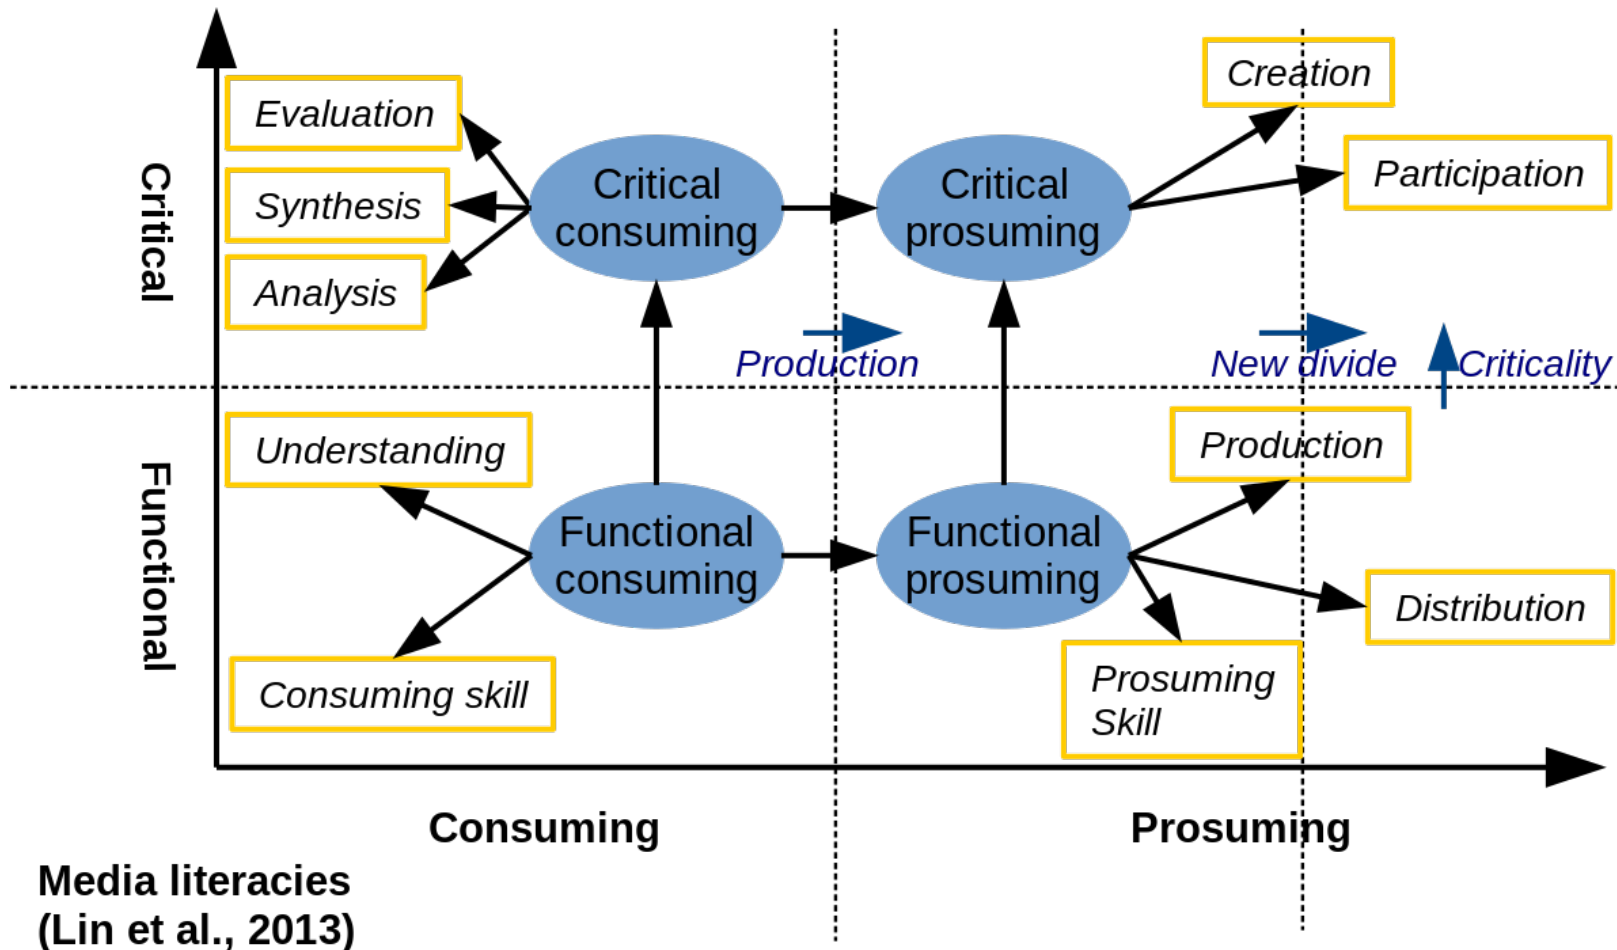 Creation
Evaluation
Participation
Critical
consuming
Critical
prosuming
Synthesis
Analysis
Critical
Production
New divide
Criticality
Understanding
Production
Functional
Functional
consuming
Functional
prosuming
Distribution
Consuming skill
Prosuming
Skill
Consuming
Prosuming
Media literacies
(Lin et al., 2013)